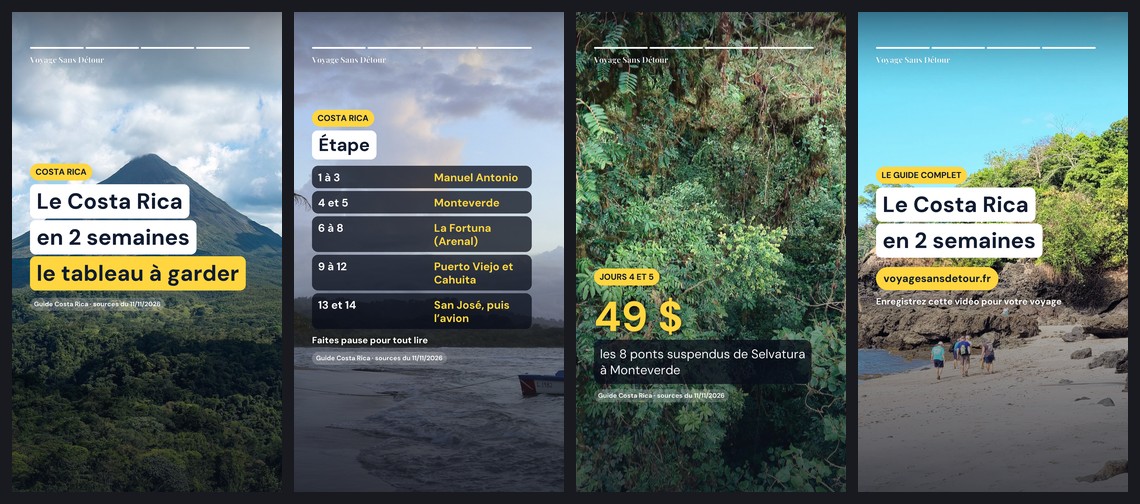 Voyage Sans Détour
COSTA RICA
Le Costa Rica
en 2 semaines
le tableau à garder
Guide Costa Rica · sources du 11/11/2026
Voyage Sans Détour
COSTA RICA
Étape
1 à 3 Manuel Antonio
4 et 5 Monteverde
6 à 8 La Fortuna
(Arenal)
9 à 12 Puerto Viejo et
Cahuita
13 et 14 San José, puis
l'avion
Faites pause pour tout lire
Guide Costa Rica · sources du 11/11/2026
Voyage Sans Détour
JOURS 4 ET 5
49 $
les 8 ponts suspendus de Selvatura
à Monteverde
Guide Costa Rica · sources du 11/11/2026
Voyage Sans Détour
LE GUIDE COMPLET
Le Costa Rica
en 2 semaines
voyagesansdetour.fr
Enregistrez cette vidéo pour votre voyage